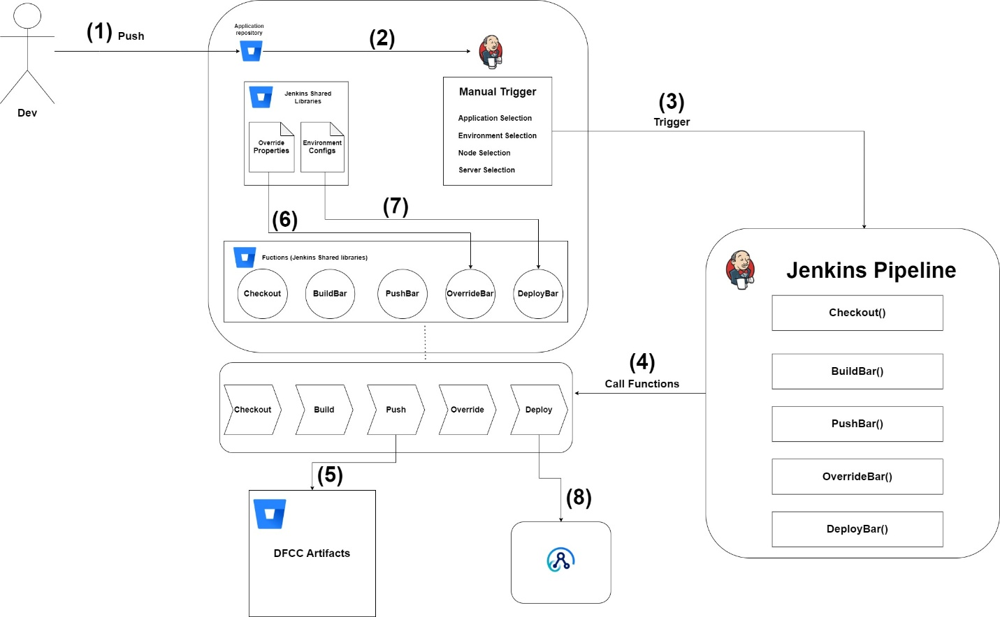 (1) Push
Dev
Application
repository
(2)
Jenkins Shared
Libraries
Override
Properties
Environment
Configs
Manual Trigger
Application Selection
Environment Selection
Node Selection
Server Selection
(3)
Trigger
(6)
(7)
Fuctions (Jenkins Shared libraries)
Checkout
BuildBar
PushBar
OverrideBar
DeployBar
Jenkins Pipeline
Checkout()
BuildBar()
PushBar()
OverrideBar()
DeployBar()
(4)
Call Functions
Checkout
Build
Push
Override
Deploy
(5)
DFCC Artifacts
(8)